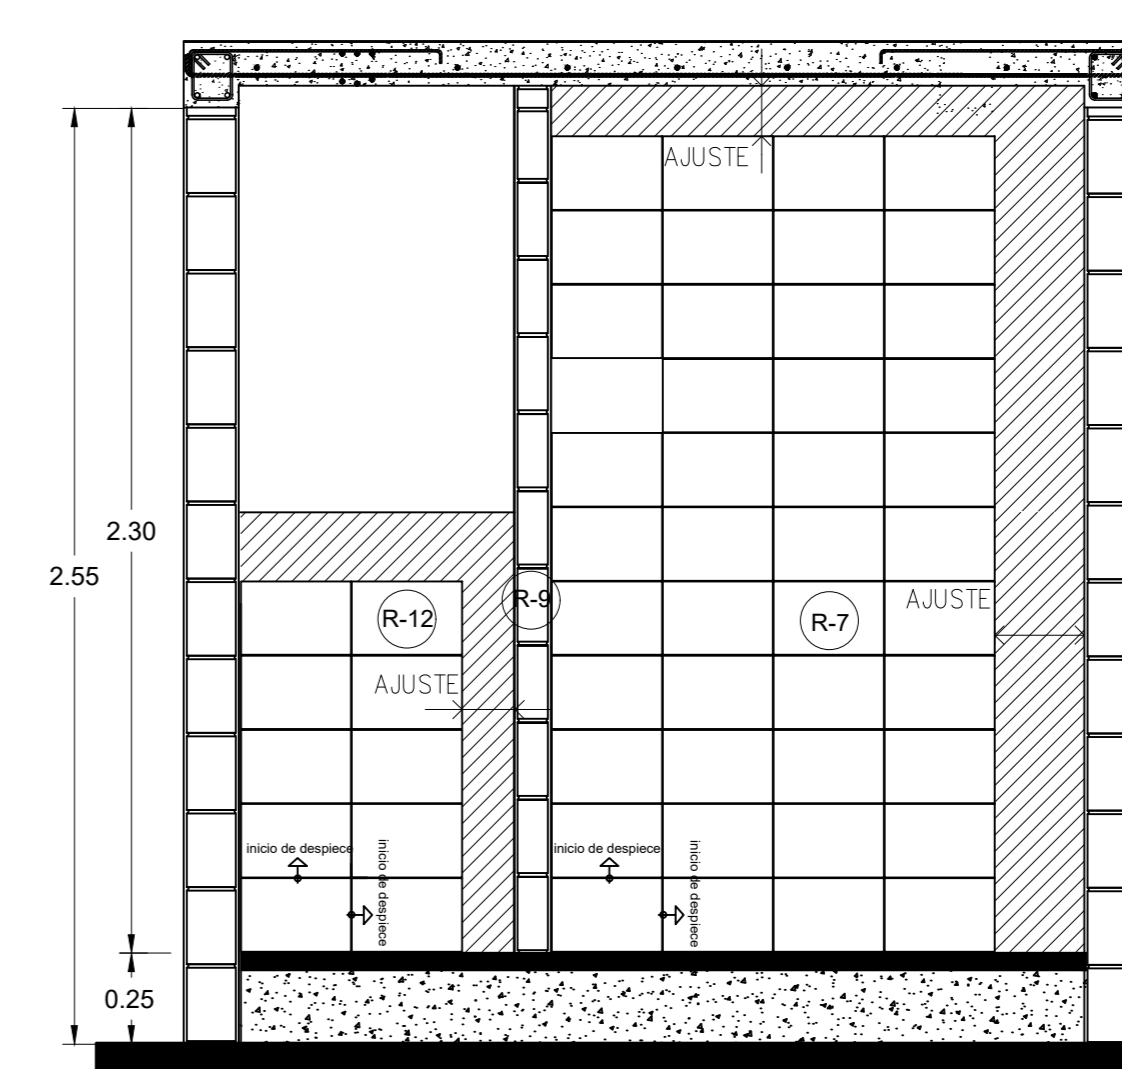 AJUSTE
2.30
2.55
R-9
R-12
R-7
AJUSTE
AJUSTE
inicio de despiece
inicio de despiece
inicio de despiece
inicio de despiece
0.25